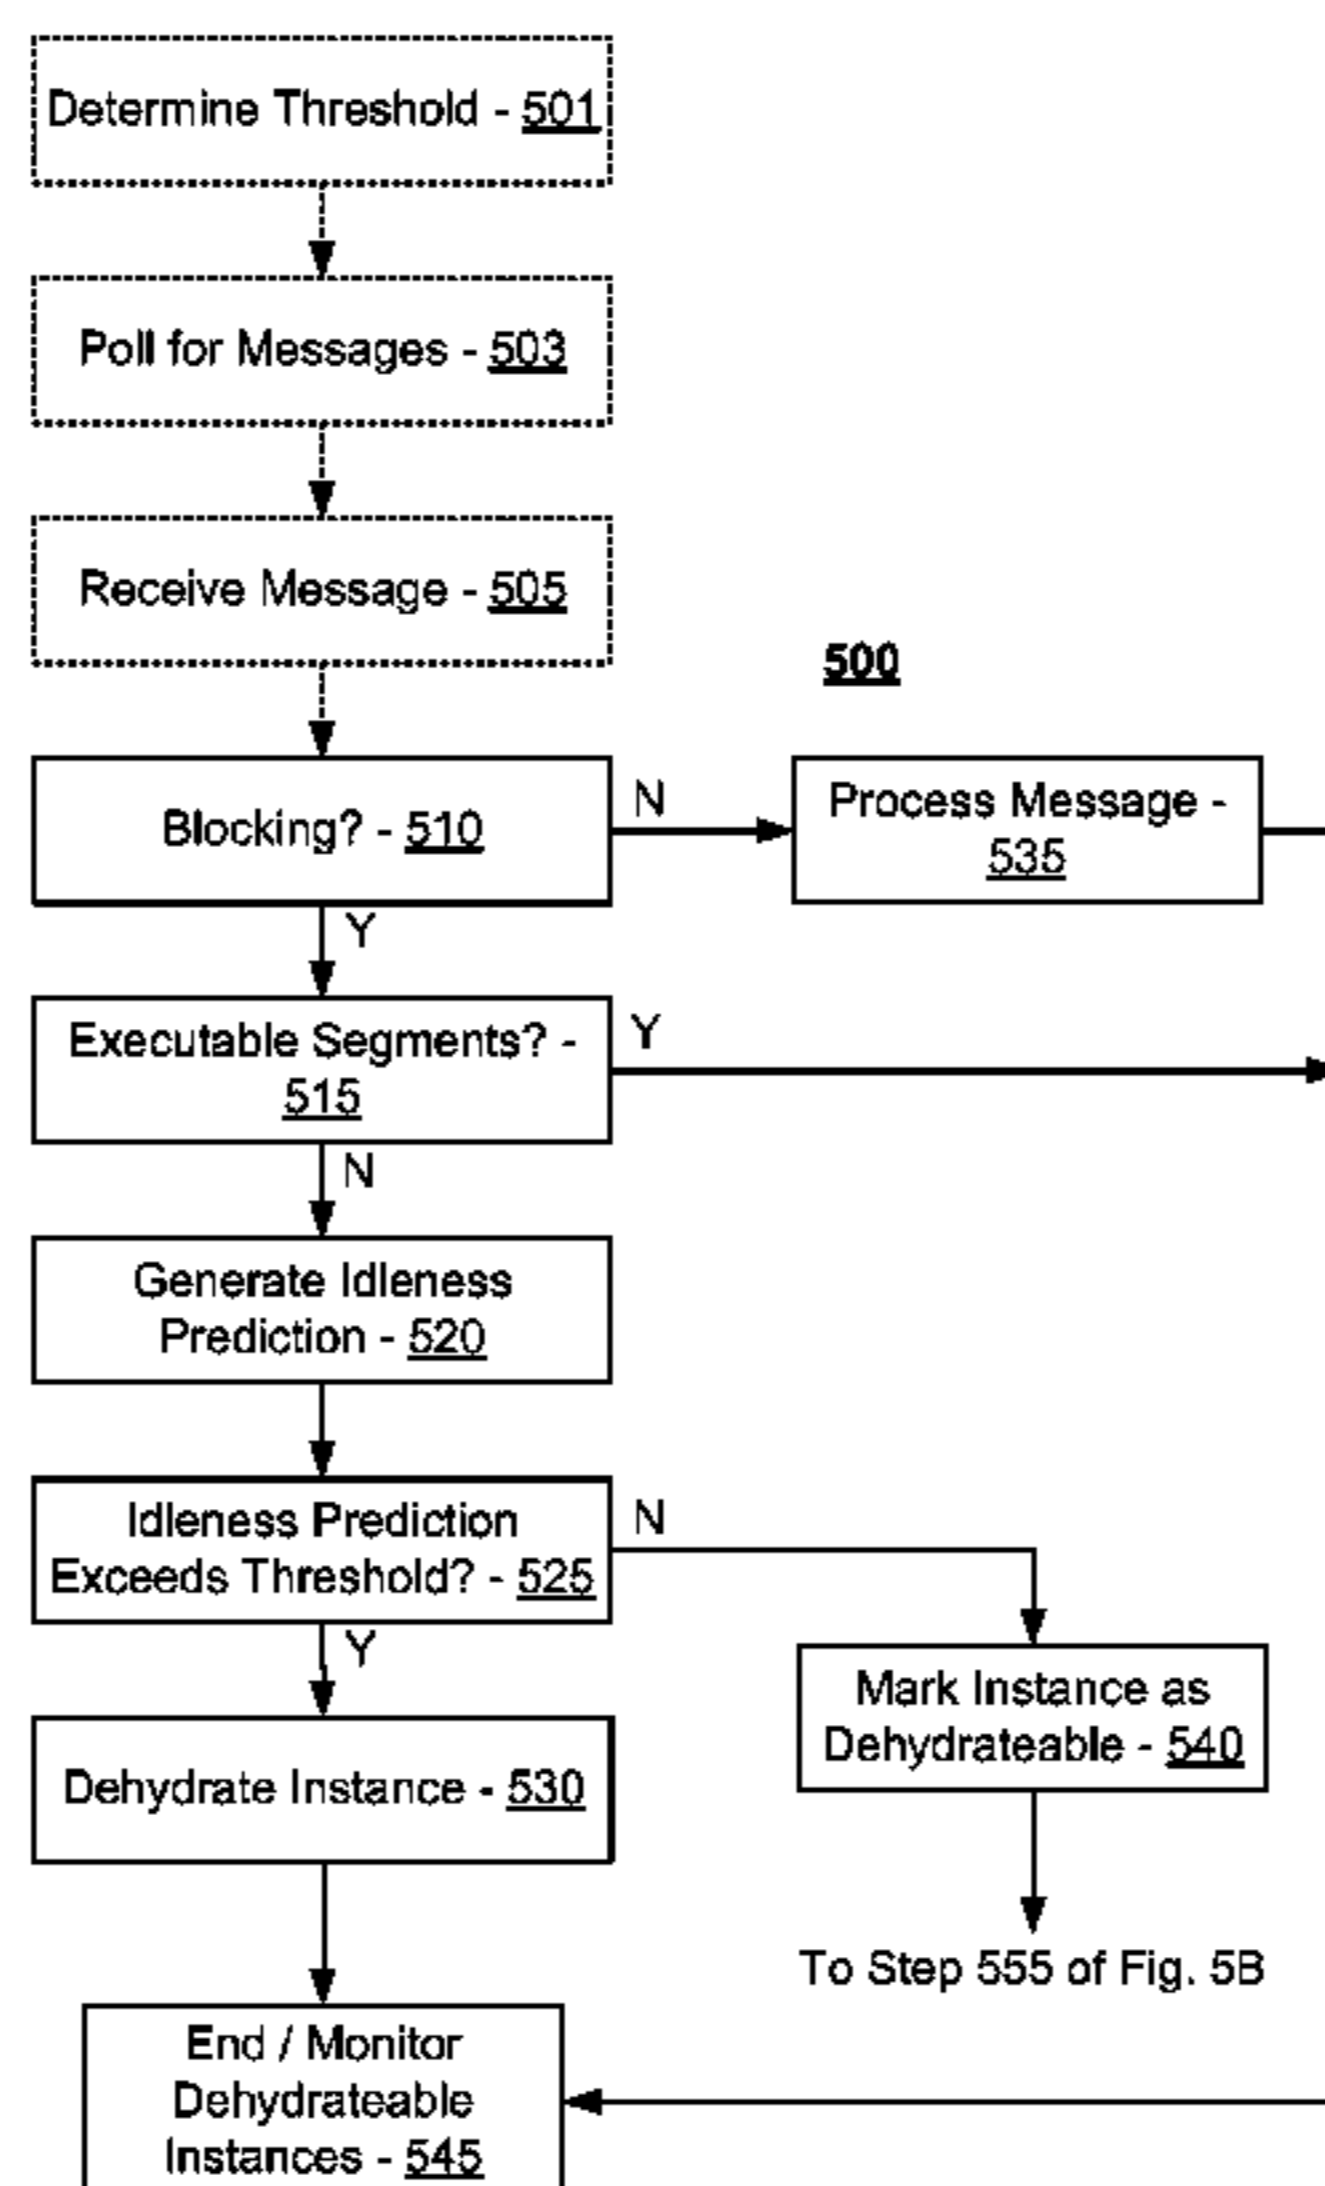 Determine Threshold - 501
Poll for Messages - 503
Receive Message - 505
500
Blocking? - 510
N
Process Message -
535
Y
Executable Segments? -
515
Y
N
Generate Idleness
Prediction - 520
Idleness Prediction
Exceeds Threshold? - 525
N
Y
Mark Instance as
Dehydrateable - 540
Dehydrate Instance - 530
To Step 555 of Fig. 5B
End / Monitor
Dehydrateable
Instances - 545